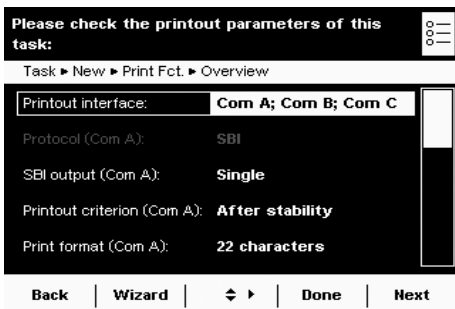 Please check the printout parameters of this
task:
Task ▸ New ▸ Print Fct. ▸ Overview
Printout interface: Com A; Com B; Com C
Protocol (Com A): SBI
SBI output (Com A): Single
Printout criterion (Com A): After stability
Print format (Com A): 22 characters
Back | Wizard | ♦ ▸ | Done | Next